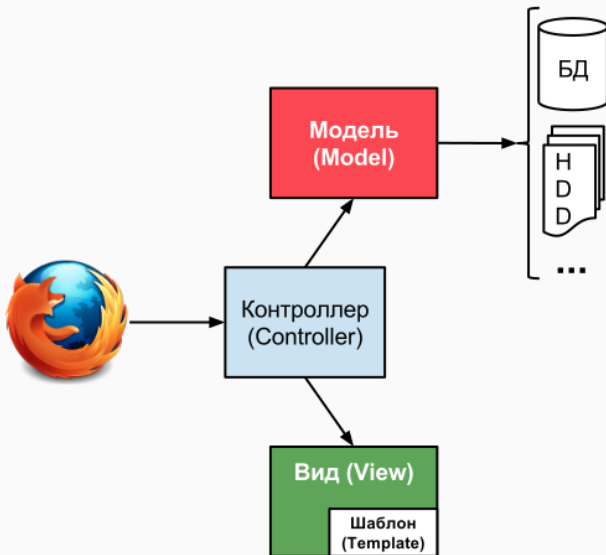 БД
Модель
(Model)
H
D
D
...
Контроллер
(Controller)
Вид (View)
Шаблон
(Template)